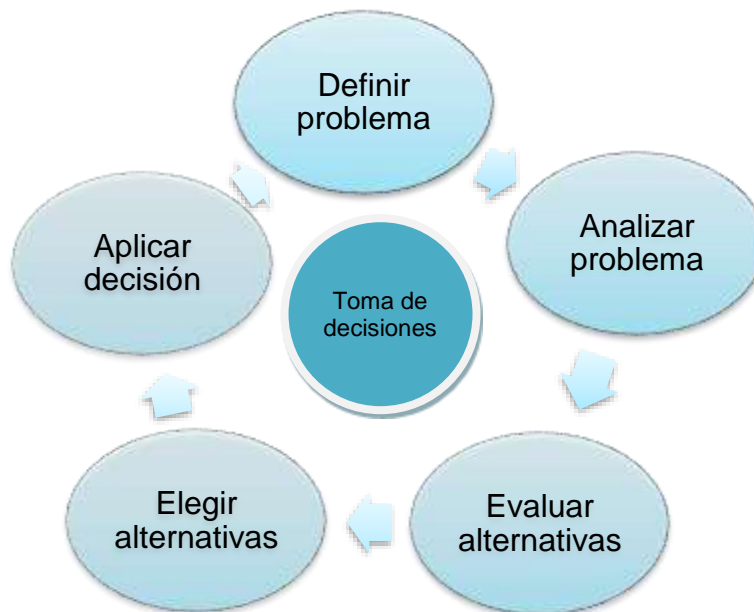 Definir
problema
Analizar
problema
Evaluar
alternativas
Elegir
alternativas
Aplicar
decisión
Toma de
decisiones